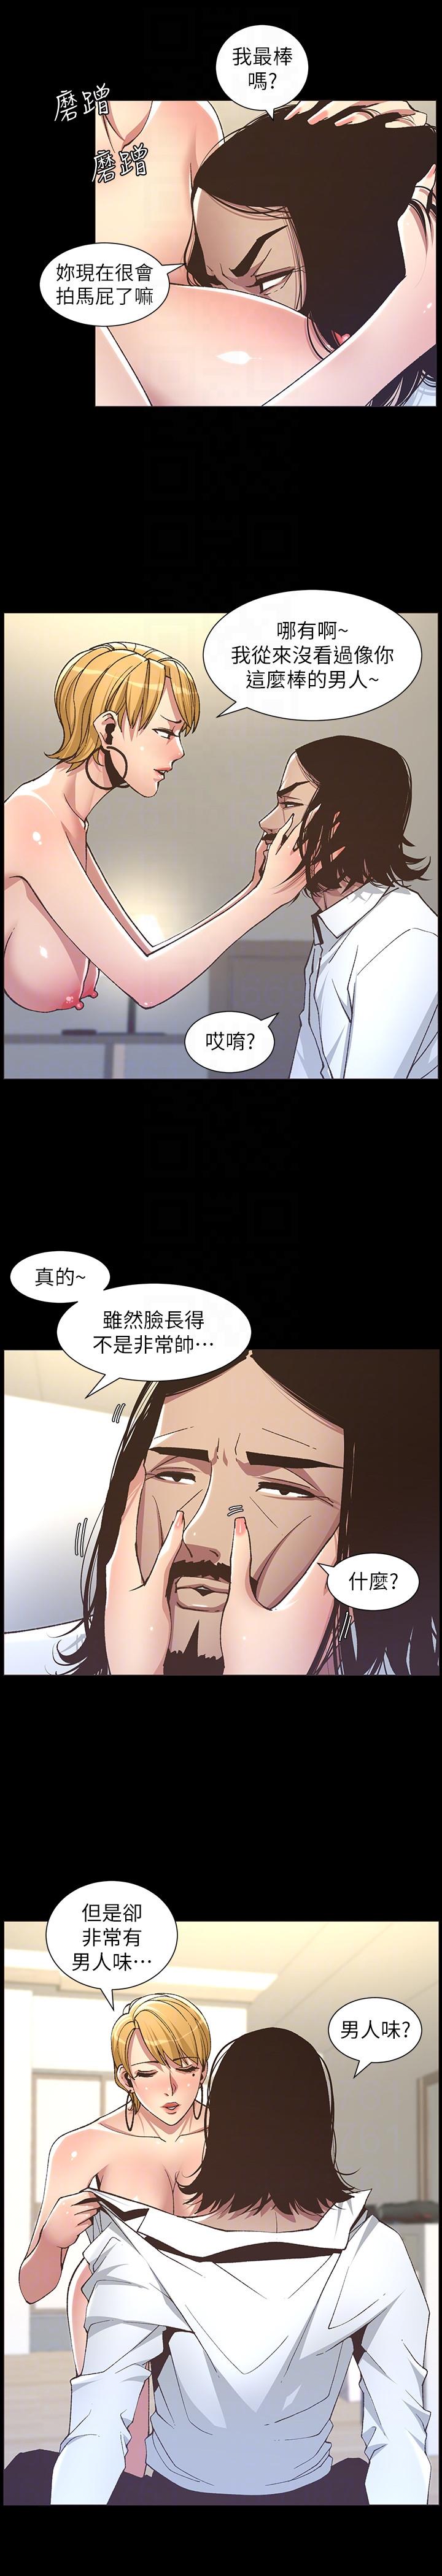 我最棒
嗎?
磨蹭
磨蹭
妳現在很會
拍馬屁了嘛
哪有啊~
我從來沒看過像你
這麼棒的男人~
哎唷?
真的~
雖然臉長得
不是非常帥…
什麼?
但是卻
非常有
男人味…
男人味?